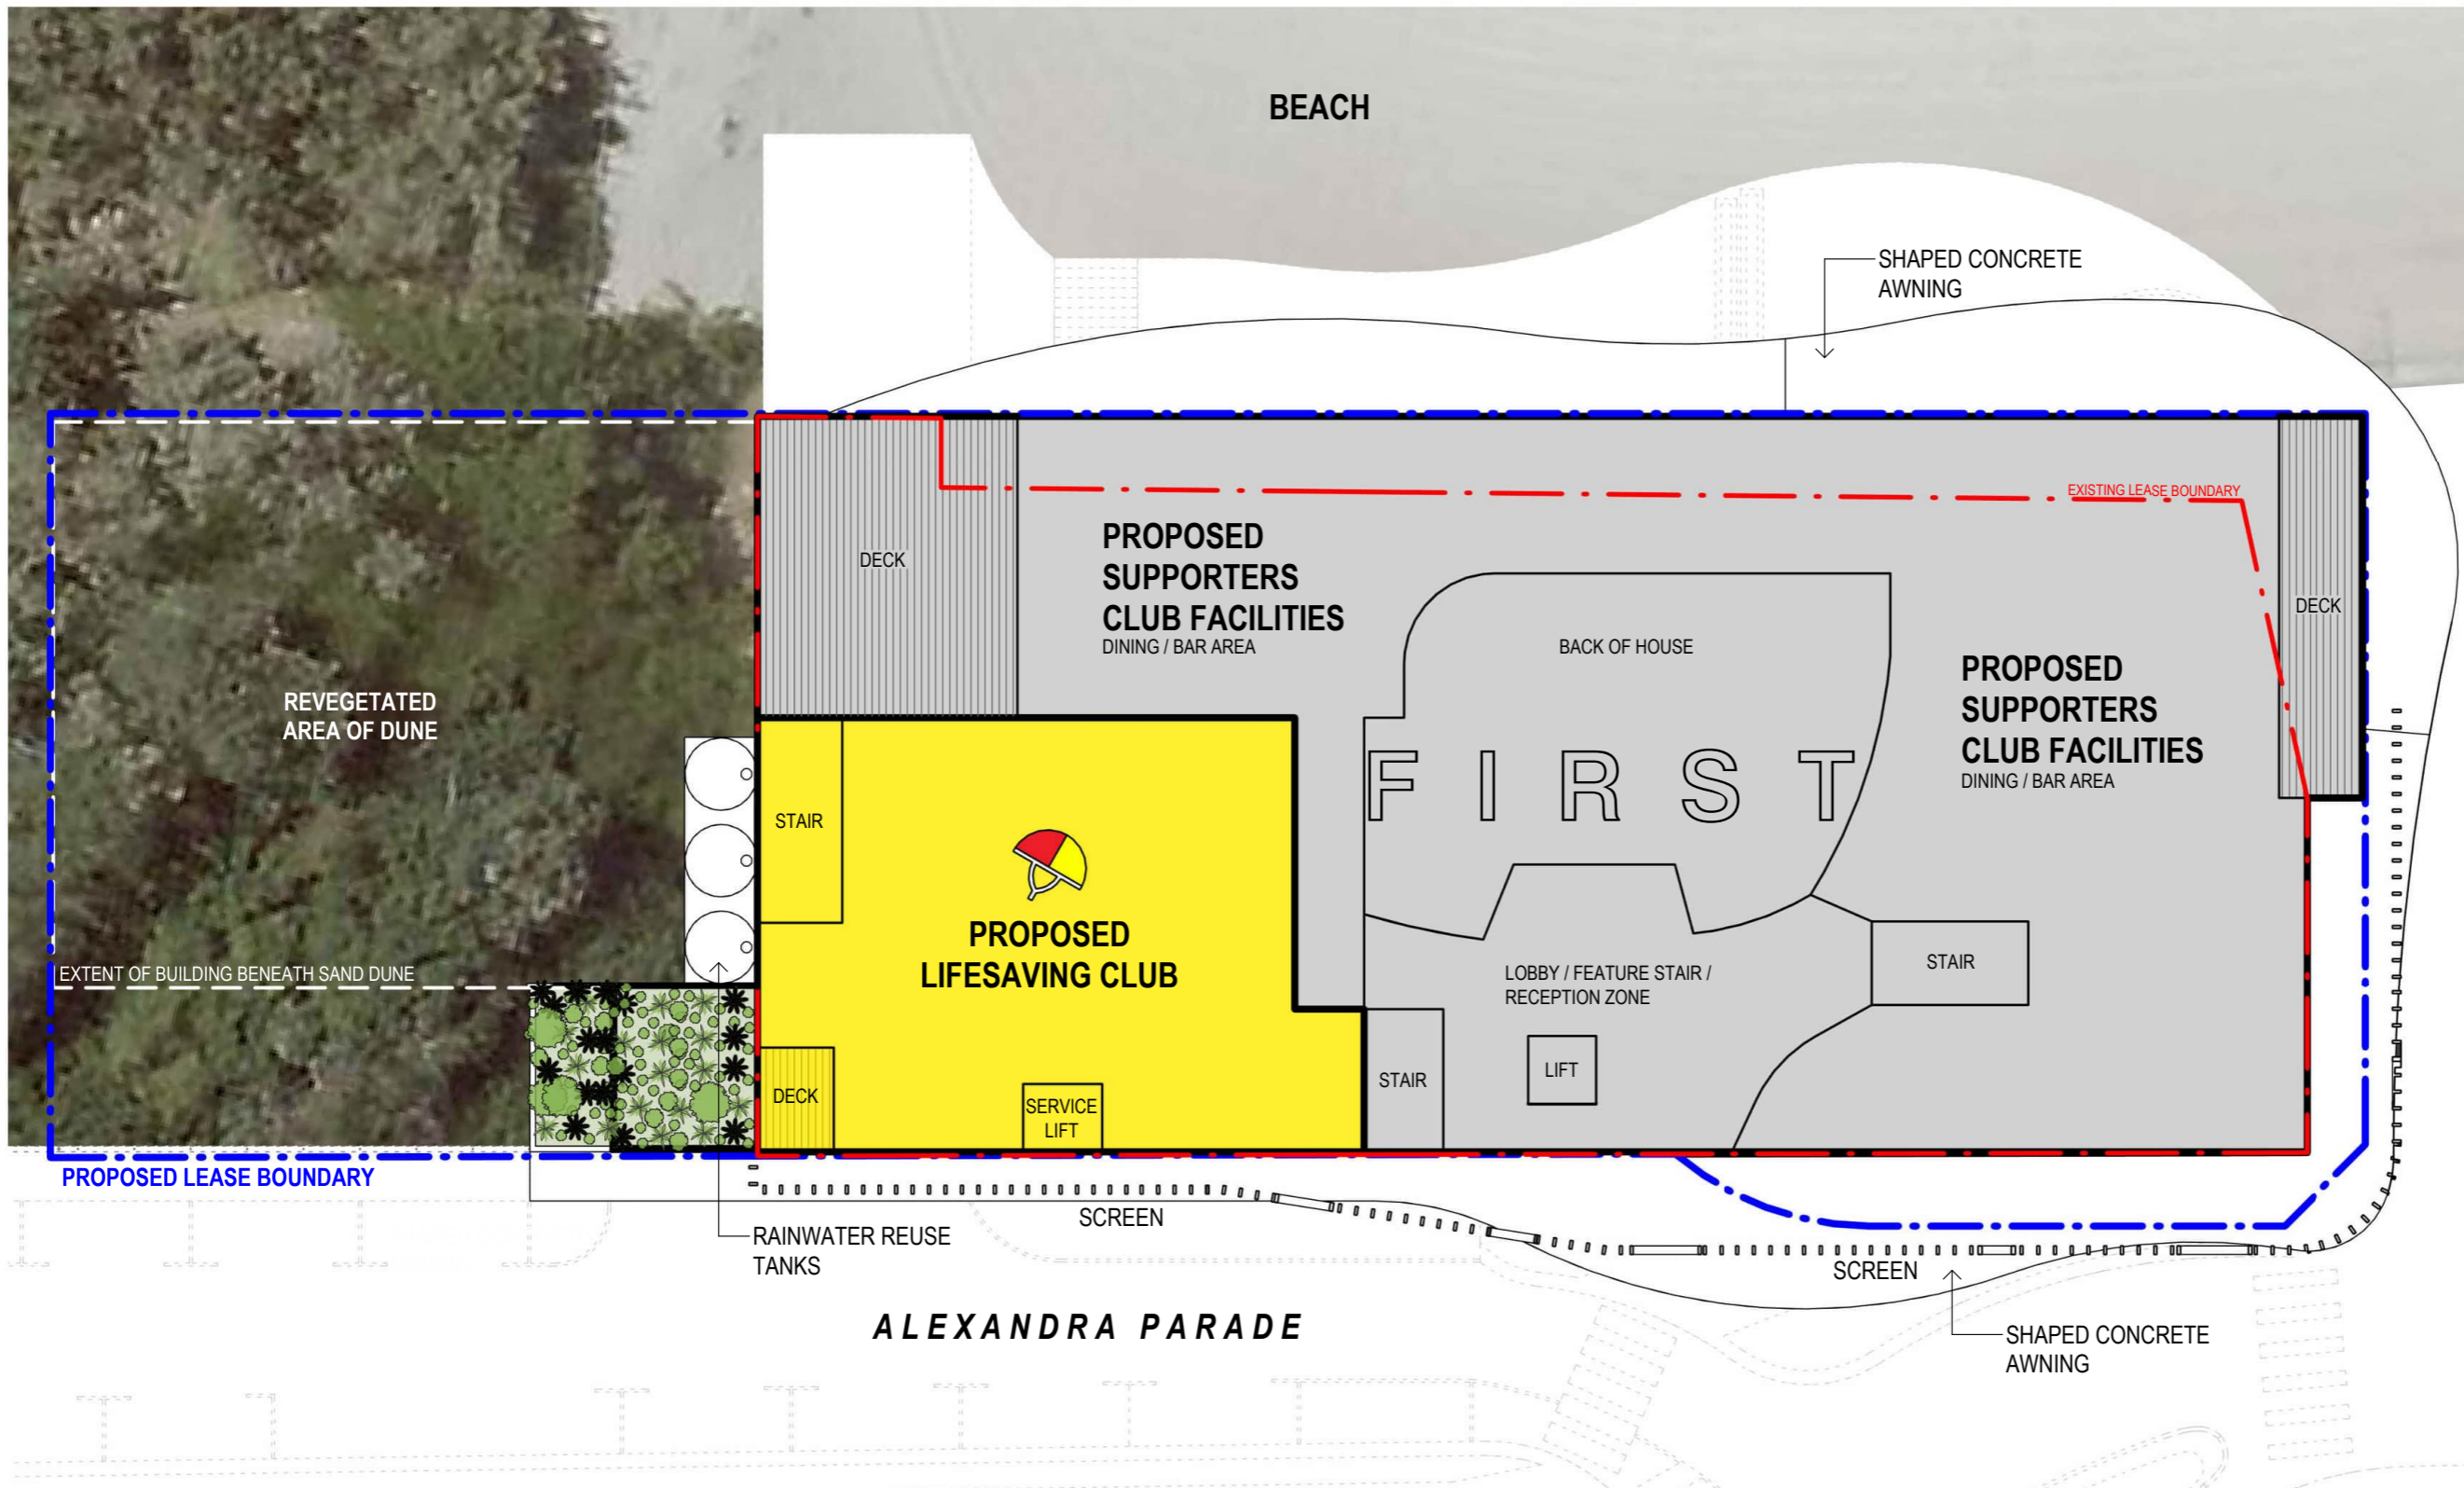 BEACH
SHAPED CONCRETE
AWNING
EXISTING LEASE BOUNDARY
PROPOSED
SUPPORTERS
CLUB FACILITIES
DINING / BAR AREA
DECK
DECK
BACK OF HOUSE
PROPOSED
SUPPORTERS
CLUB FACILITIES
DINING / BAR AREA
REVEGETATED
AREA OF DUNE
FIRST
STAIR
PROPOSED
LIFESAVING CLUB
EXTENT OF BUILDING BENEATH SAND DUNE
LOBBY / FEATURE STAIR /
RECEPTION ZONE
STAIR
LIFT
STAIR
DECK
SERVICE
LIFT
PROPOSED LEASE BOUNDARY
SCREEN
RAINWATER REUSE
TANKS
SCREEN
ALEXANDRA PARADE
SHAPED CONCRETE
AWNING